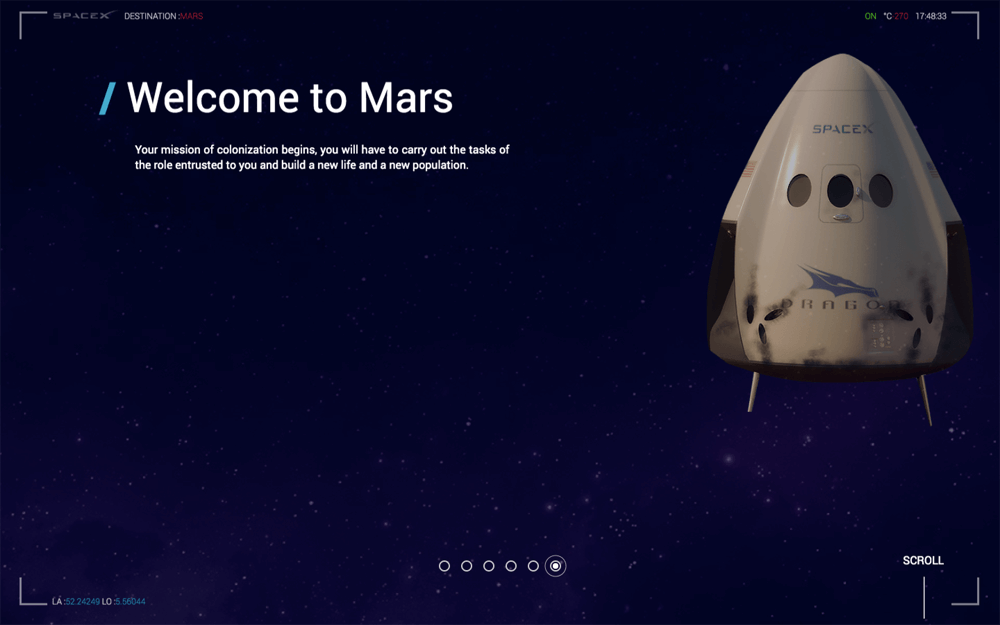 SPACEX DESTINATION:MARS
ON °C 270 17:48:33
/ Welcome to Mars
Your mission of colonization begins, you will have to carry out the tasks of
the role entrusted to you and build a new life and a new population.
SPACEX
DRAGON
SCROLL
LA:52.24249 LO:5.56044